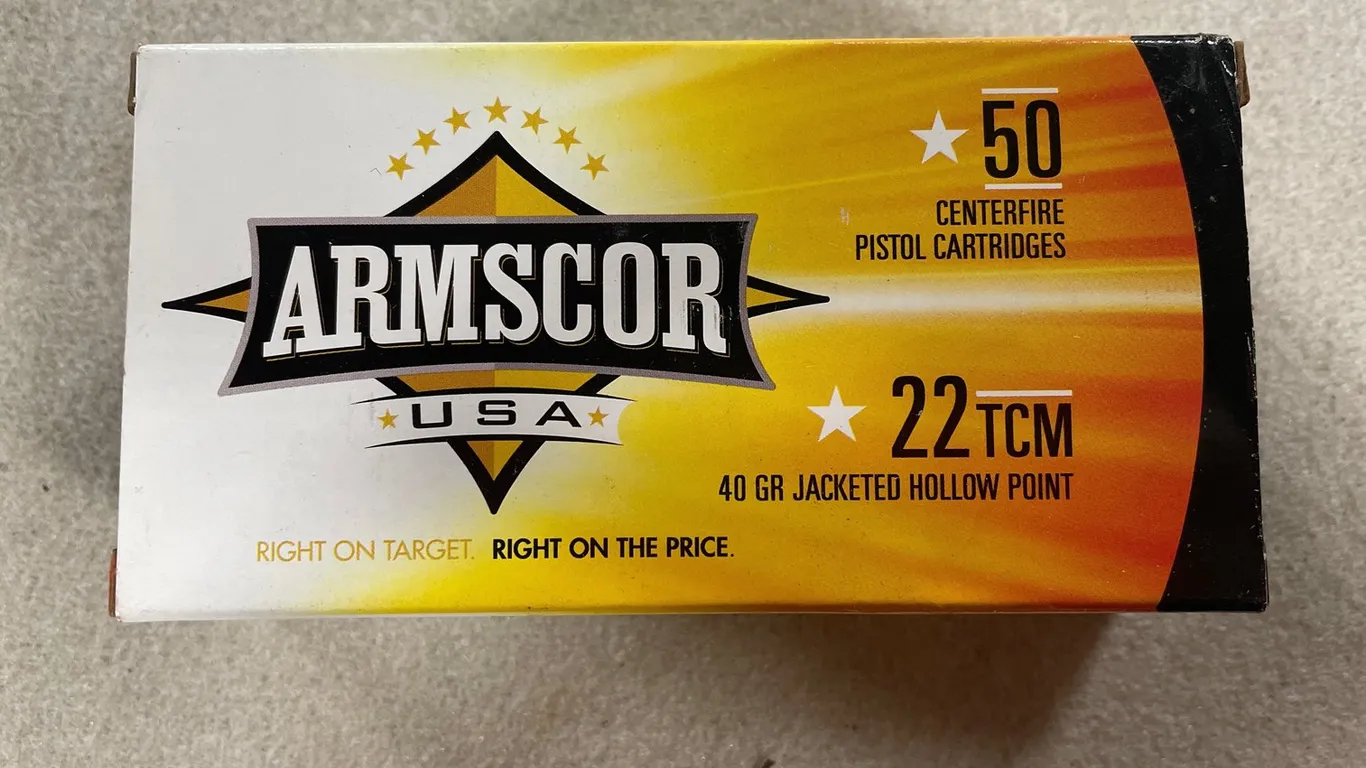 ARMSCOR
USA
RIGHT ON TARGET. RIGHT ON THE PRICE.
50
CENTERFIRE
PISTOL CARTRIDGES
22 TCM
40 GR JACKETED HOLLOW POINT